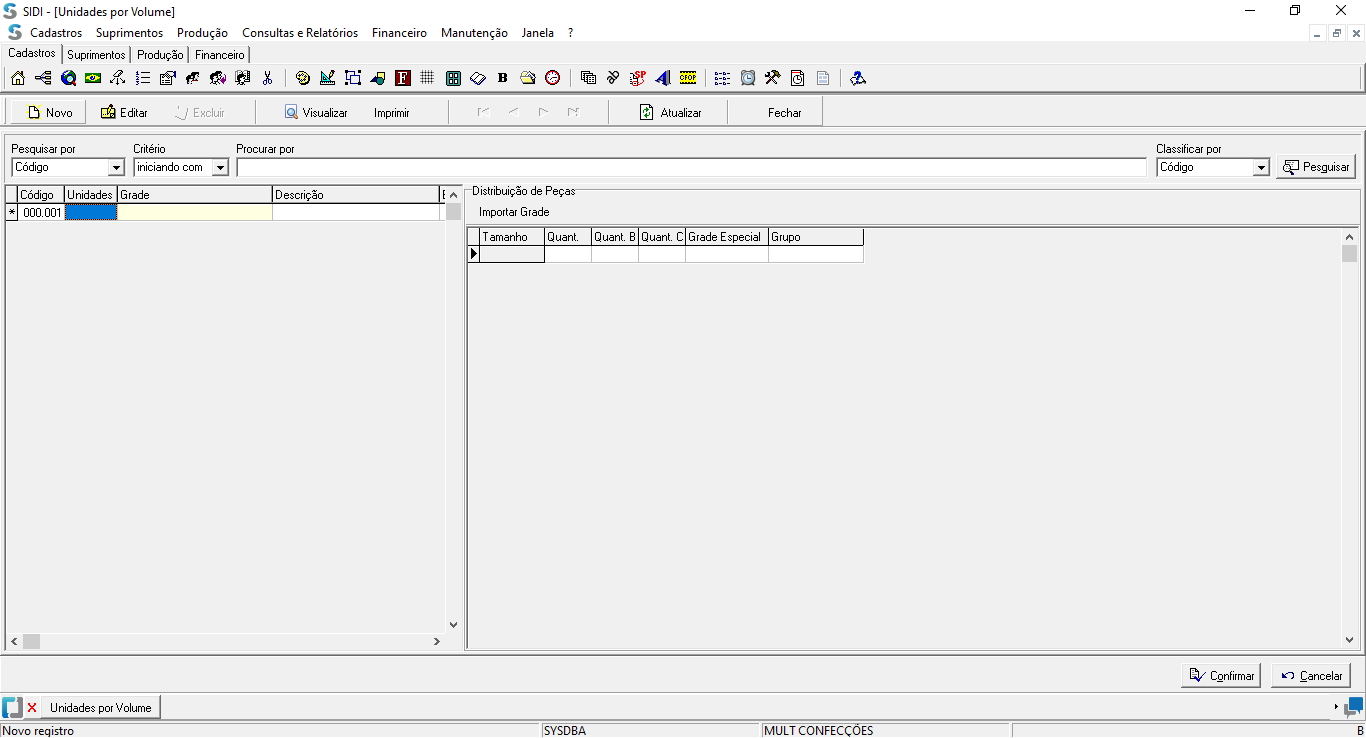 SIDI - [Unidades por Volume]
Cadastros Suprimentos Produção Consultas e Relatórios Financeiro Manutenção Janela ?
Cadastros Suprimentos Produção Financeiro
F B SP CFOP
Novo Editar Excluir Visualizar Imprimir Atualizar Fechar
Pesquisar por Critério Procurar por Classificar por
Código iniciando com Código Pesquisar
Código Unidades Grade Descrição
* 000.001
Distribuição de Peças
Importar Grade
Tamanho Quant. Quant. B Quant. C Grade Especial Grupo
Confirmar Cancelar
Unidades por Volume
Novo registro SYSDBA MULT CONFECÇÕES B